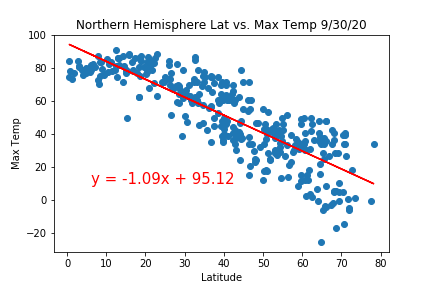 Northern Hemisphere Lat vs. Max Temp 9/30/20
100
80
60
40
20
0
−20
Max Temp
y = -1.09x + 95.12
0 10 20 30 40 50 60 70 80
Latitude